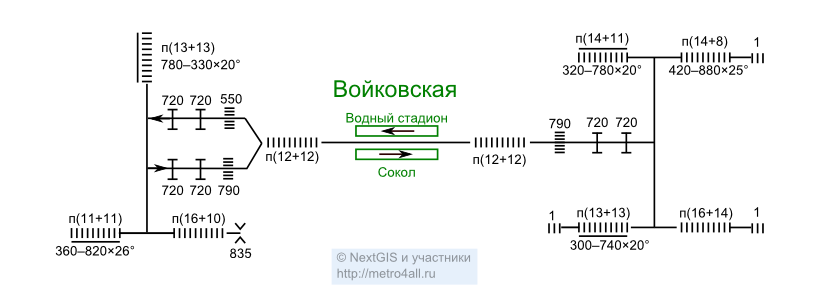 п(13+13)
780–330×20°
720 720 550
720 720 790
п(11+11)
360–820×26°
п(16+10)
835
п(12+12)
Войковская
Водный стадион
Сокол
п(12+12)
790 720 720
п(14+11)
320–780×20°
п(14+8)
420–880×25°
1
1
п(13+13)
300–740×20°
п(16+14)
1
© NextGIS и участники
http://metro4all.ru